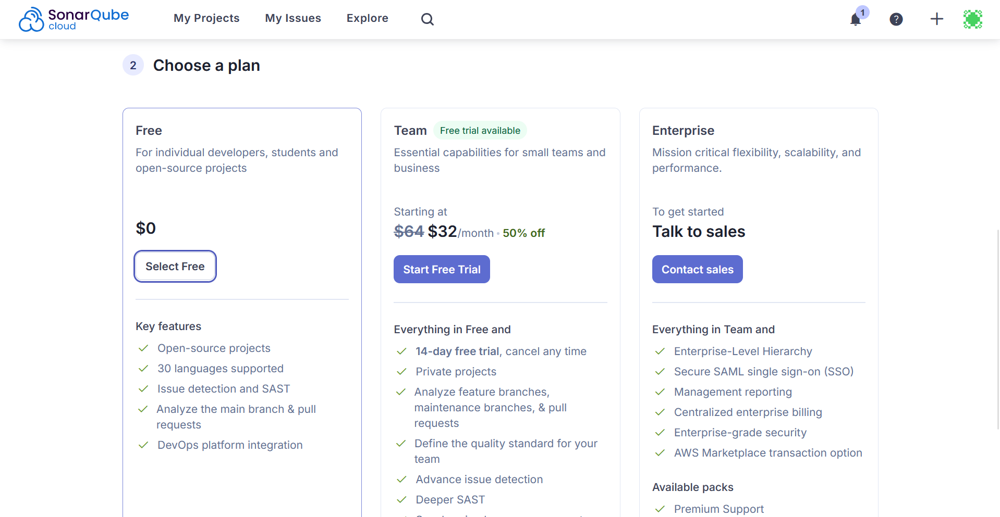 SonarQube
cloud
My Projects
My Issues
Explore
1
?
2
Choose a plan
Free
For individual developers, students and
open-source projects
$0
Select Free
Key features
Open-source projects
30 languages supported
Issue detection and SAST
Analyze the main branch & pull
requests
DevOps platform integration
Team
Free trial available
Essential capabilities for small teams and
business
Starting at
$64 $32/month • 50% off
Start Free Trial
Everything in Free and
14-day free trial, cancel any time
Private projects
Analyze feature branches,
maintenance branches, & pull
requests
Define the quality standard for your
team
Advance issue detection
Deeper SAST
Enterprise
Mission critical flexibility, scalability, and
performance.
To get started
Talk to sales
Contact sales
Everything in Team and
Enterprise-Level Hierarchy
Secure SAML single sign-on (SSO)
Management reporting
Centralized enterprise billing
Enterprise-grade security
AWS Marketplace transaction option
Available packs
Premium Support